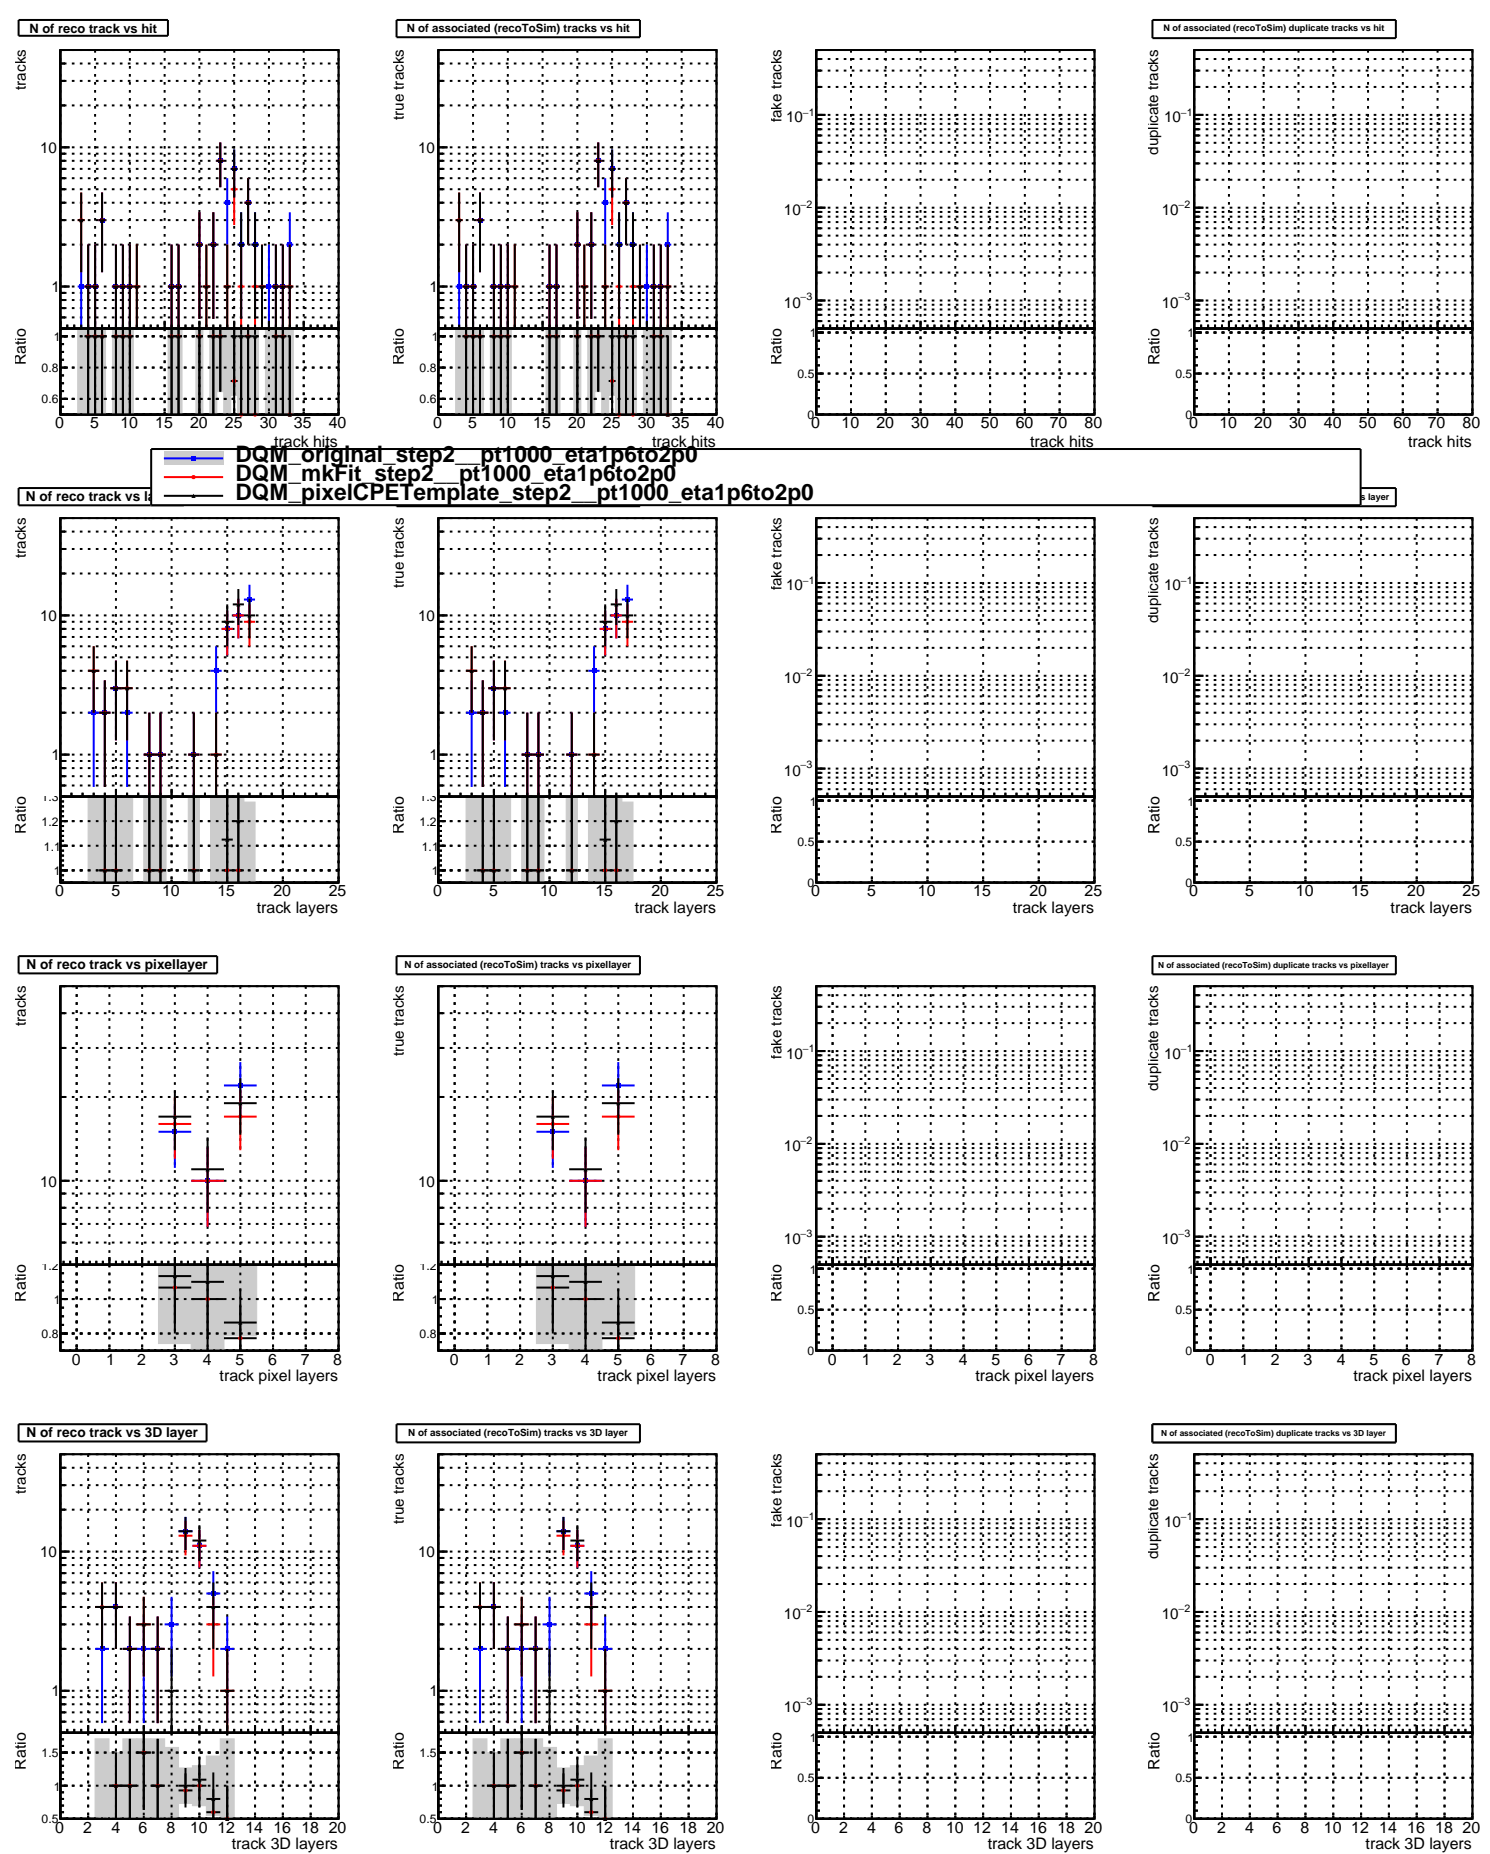 N of reco track vs hit
N of associated (recoToSim) tracks vs hit
N of associated (recoToSim) duplicate tracks vs hit
tracks
10
1
Ratio
1
0.8
0.6
0 5 10 15 20 25 30 35 40
track hits
true tracks
10
1
Ratio
1
0.8
0.6
0 5 10 15 20 25 30 35 40
track hits
fake tracks
10−1
10−2
10−3
Ratio
1
0.5
0
10 20 30 40 50 60 70 80
track hits
duplicate tracks
10−1
10−2
10−3
Ratio
1
0.5
0
10 20 30 40 50 60 70 80
track hits
DQM_original_step2__pt1000_eta1p6to2p0
DQM_mkFit_step2__pt1000_eta1p6to2p0
DQM_pixelCPETemplate_step2__pt1000_eta1p6to2p0
N of reco track vs la
s layer
tracks
10
1
Ratio
1.3
1.2
1.1
1
0 5 10 15 20 25
track layers
true tracks
10
1
Ratio
1.3
1.2
1.1
1
0 5 10 15 20 25
track layers
fake tracks
10−1
10−2
10−3
Ratio
1
0.5
0
0 5 10 15 20 25
track layers
duplicate tracks
10−1
10−2
10−3
Ratio
1
0.5
0
0 5 10 15 20 25
track layers
N of reco track vs pixellayer
N of associated (recoToSim) tracks vs pixellayer
N of associated (recoToSim) duplicate tracks vs pixellayer
tracks
10
Ratio
1.2
1
0.8
0 1 2 3 4 5 6 7 8
track pixel layers
true tracks
10
Ratio
1.2
1
0.8
0 1 2 3 4 5 6 7 8
track pixel layers
fake tracks
10−1
10−2
10−3
Ratio
1
0.5
0
0 1 2 3 4 5 6 7 8
track pixel layers
duplicate tracks
10−1
10−2
10−3
Ratio
1
0.5
0
0 1 2 3 4 5 6 7 8
track pixel layers
N of reco track vs 3D layer
N of associated (recoToSim) tracks vs 3D layer
N of associated (recoToSim) duplicate tracks vs 3D layer
tracks
10
1
Ratio
1.5
1
0.5
0 2 4 6 8 10 12 14 16 18 20
track 3D layers
true tracks
10
1
Ratio
1.5
1
0.5
0 2 4 6 8 10 12 14 16 18 20
track 3D layers
fake tracks
10−1
10−2
10−3
Ratio
1
0.5
0
0 2 4 6 8 10 12 14 16 18 20
track 3D layers
duplicate tracks
10−1
10−2
10−3
Ratio
1
0.5
0
0 2 4 6 8 10 12 14 16 18 20
track 3D layers